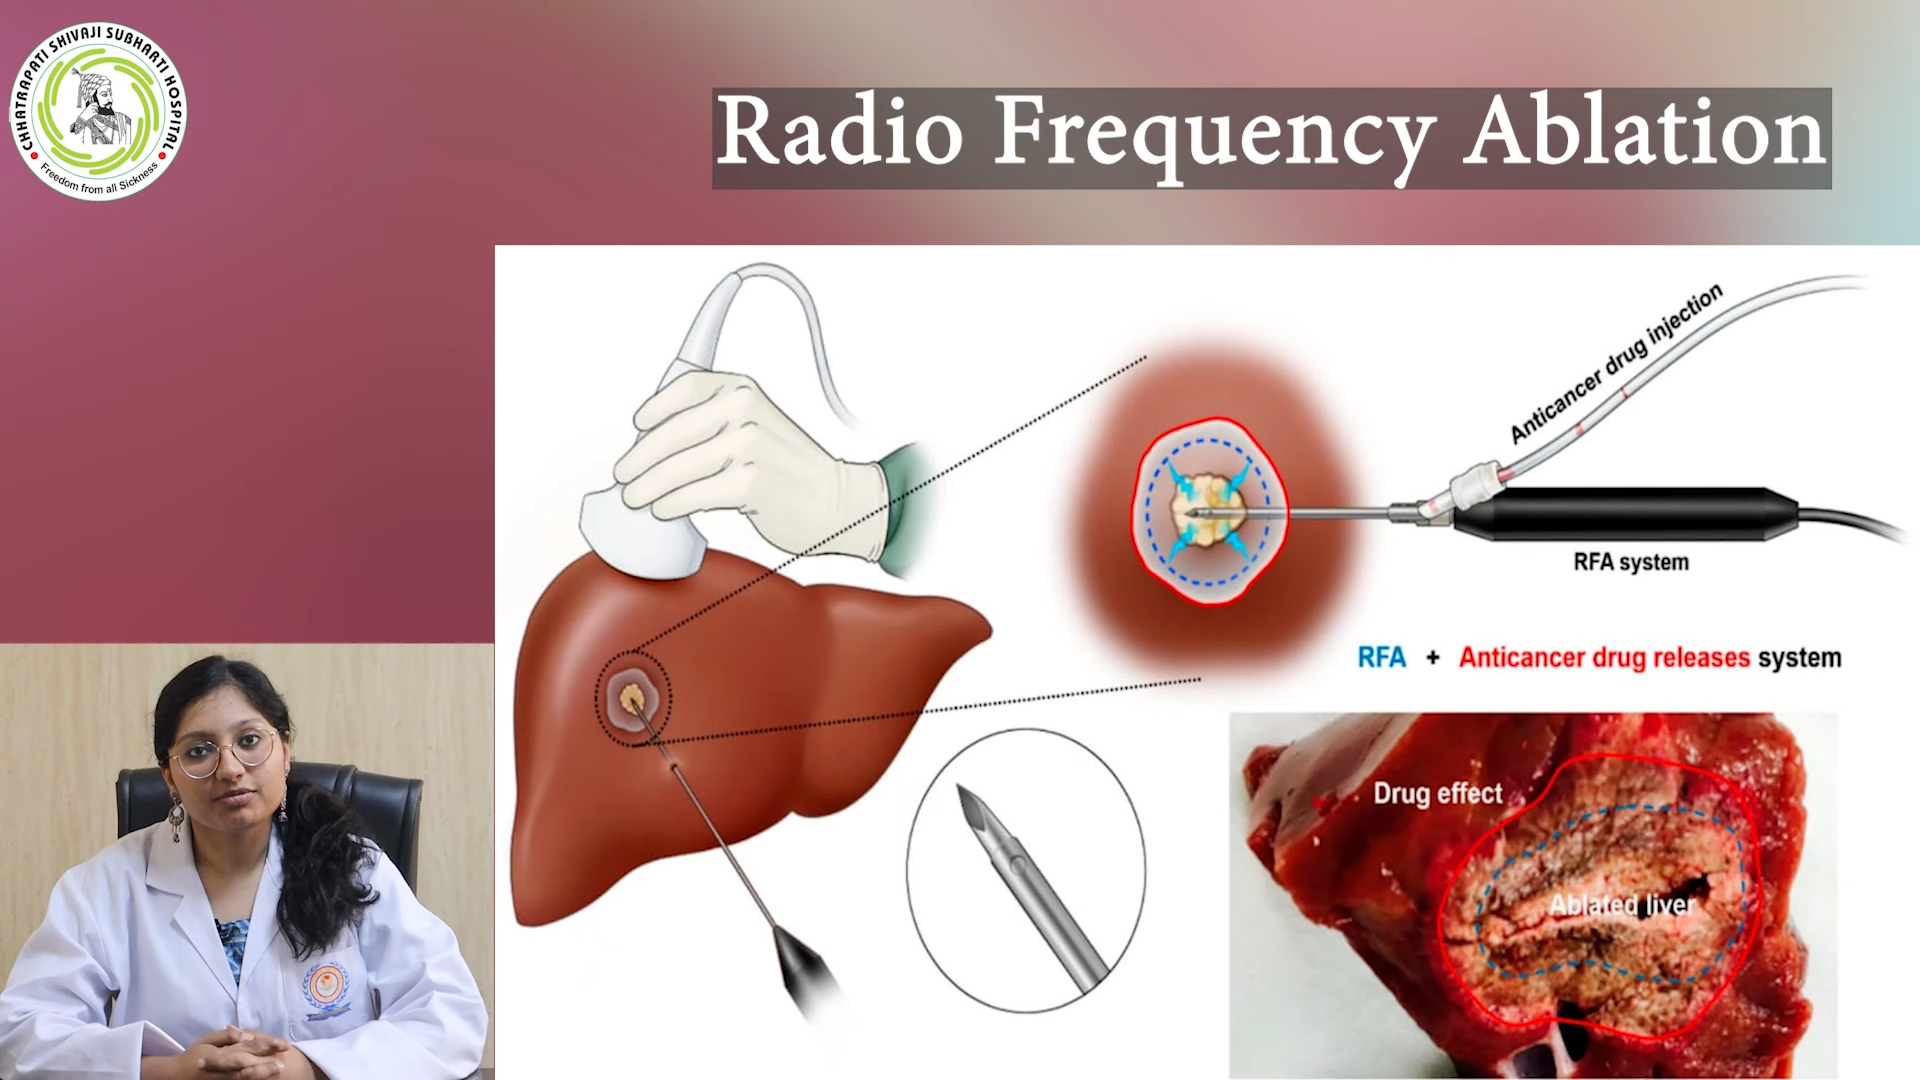 CHHATRAPATI SHIVAJI SUBHARTI HOSPITAL
Freedom from all Sickness
Radio Frequency Ablation
Anticancer drug injection
RFA system
RFA + Anticancer drug releases system
Drug effect
Ablated liver